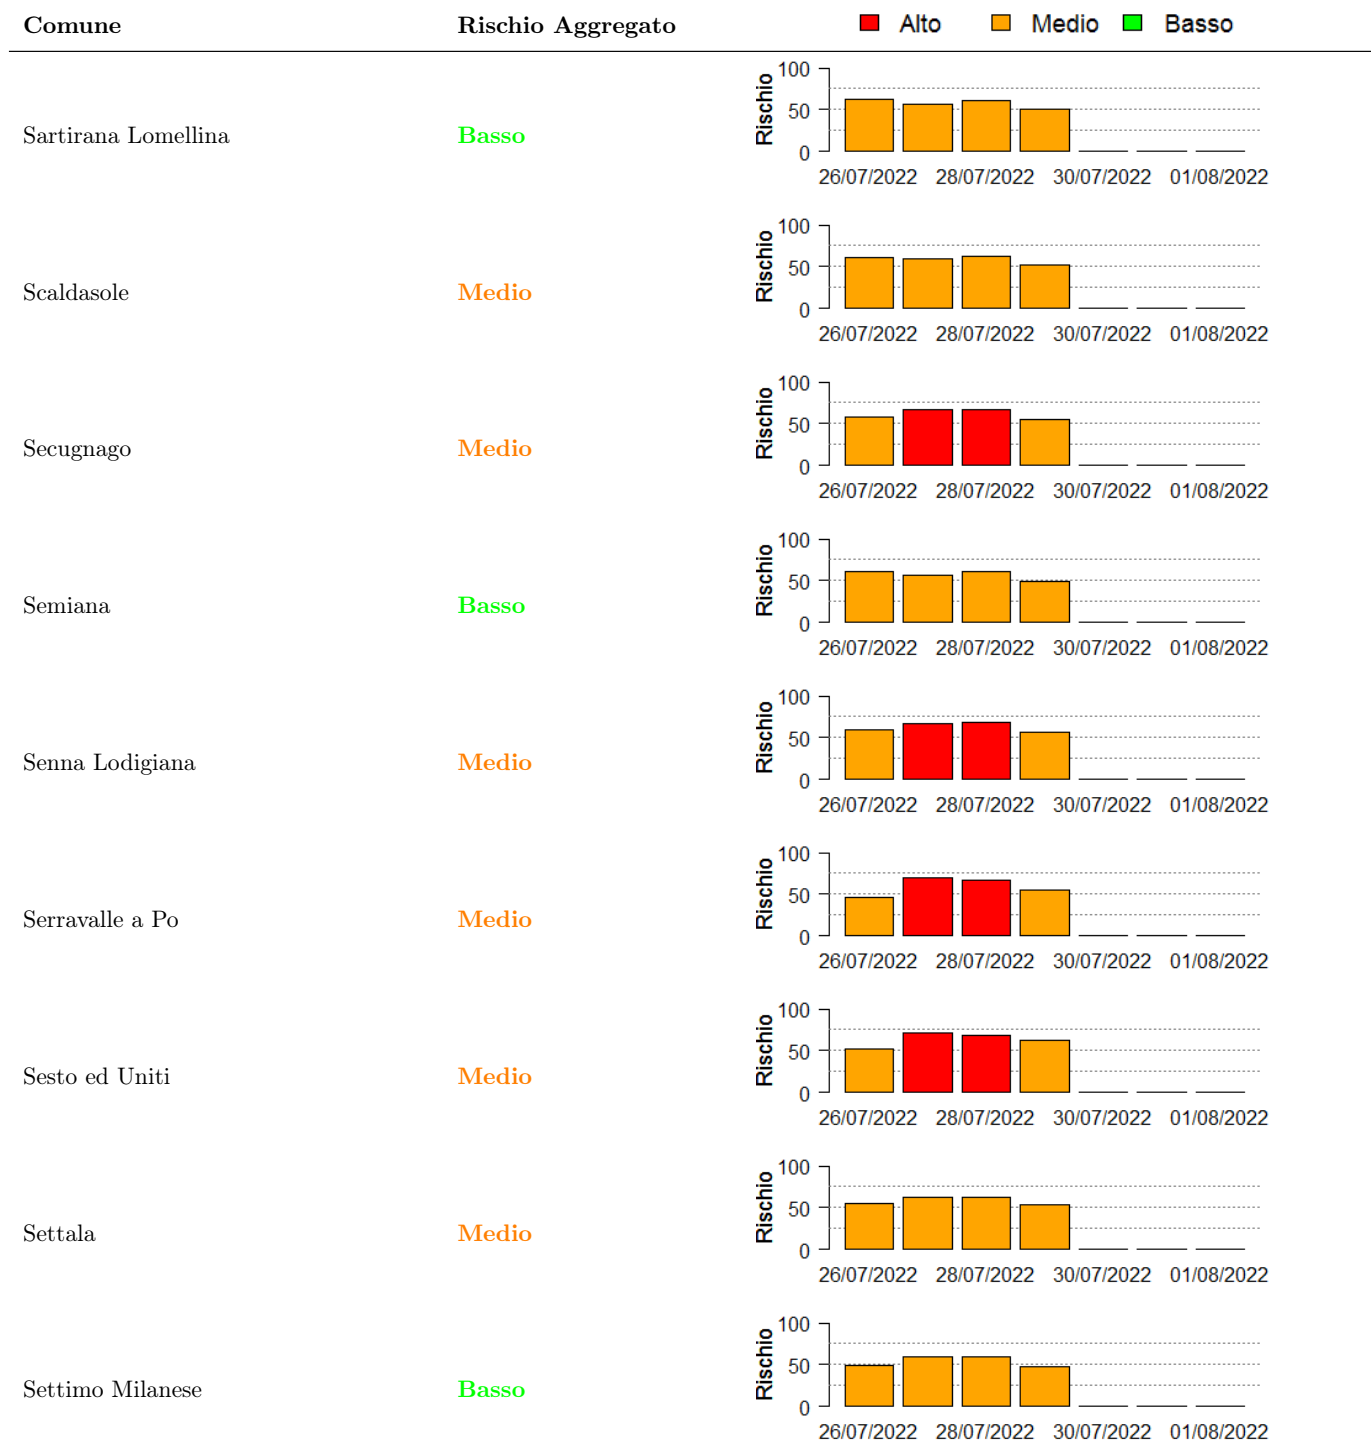 Comune Rischio Aggregato Alto Medio Basso
Sartirana Lomellina Basso
Rischio
100
50
0
26/07/2022 28/07/2022 30/07/2022 01/08/2022
Scaldasole Medio
Rischio
100
50
0
26/07/2022 28/07/2022 30/07/2022 01/08/2022
Secugnago Medio
Rischio
100
50
0
26/07/2022 28/07/2022 30/07/2022 01/08/2022
Semiana Basso
Rischio
100
50
0
26/07/2022 28/07/2022 30/07/2022 01/08/2022
Senna Lodigiana Medio
Rischio
100
50
0
26/07/2022 28/07/2022 30/07/2022 01/08/2022
Serravalle a Po Medio
Rischio
100
50
0
26/07/2022 28/07/2022 30/07/2022 01/08/2022
Sesto ed Uniti Medio
Rischio
100
50
0
26/07/2022 28/07/2022 30/07/2022 01/08/2022
Settala Medio
Rischio
100
50
0
26/07/2022 28/07/2022 30/07/2022 01/08/2022
Settimo Milanese Basso
Rischio
100
50
0
26/07/2022 28/07/2022 30/07/2022 01/08/2022